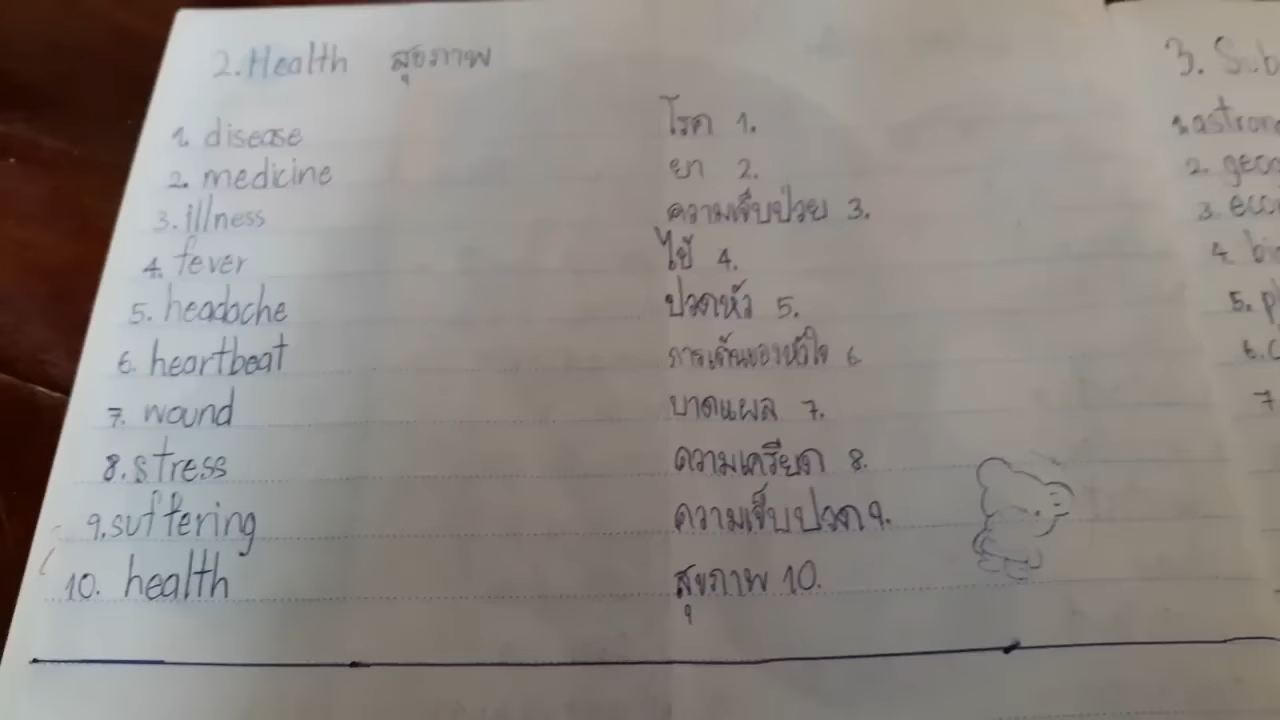 2. Health สุขภาพ
1. disease โรค 1.
2. medicine ยา 2.
3. illness ความเจ็บป่วย 3.
4. fever ไข้ 4.
5. headache ปวดหัว 5.
6. heartbeat การเต้นของหัวใจ 6
7. wound บาดแผล 7.
8. stress ความเครียด 8.
9. suffering ความเจ็บปวด 9.
10. health สุขภาพ 10.
3. Sub
1.
2. geo
3.
4. bi
5. p
6.
7